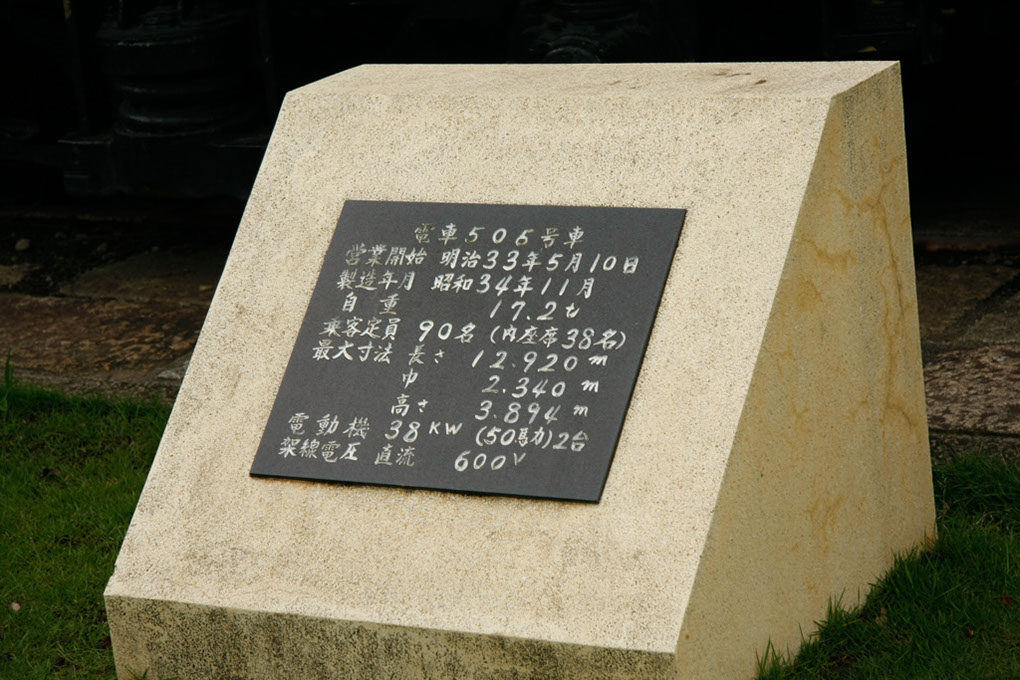 電車506号車
営業開始 明治33年5月10日
製造年月 昭和34年11月
自重 17.2t
乗客定員 90名 (内座席38名)
最大寸法 長さ 12.920m
巾 2.340m
高さ 3.894m
電動機 38KW (50馬力)2台
架線電圧 直流 600V